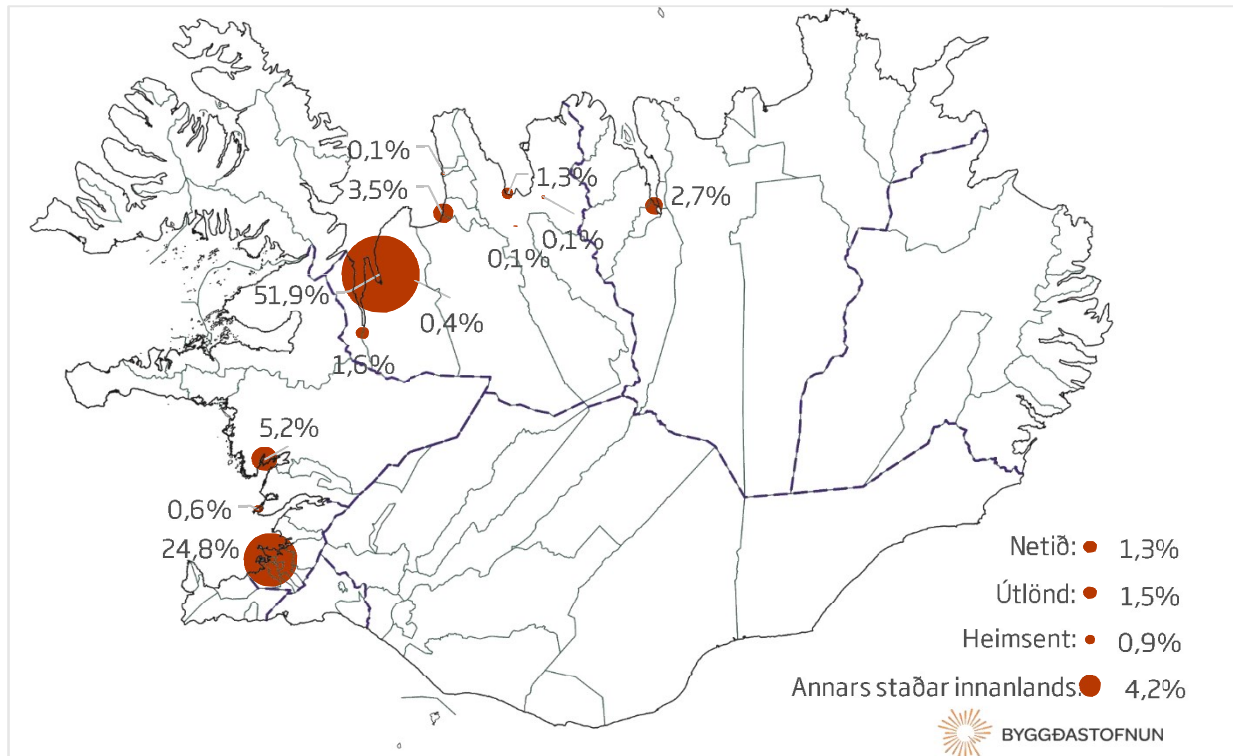 0,1%
3,5%
1,3%
2,7%
0,1%
0,1%
51,9%
0,4%
1,6%
5,2%
0,6%
24,8%
Netið: 1,3%
Útlönd: 1,5%
Heimsent: 0,9%
Annars staðar innanlands: 4,2%
BYGGÐASTOFNUN